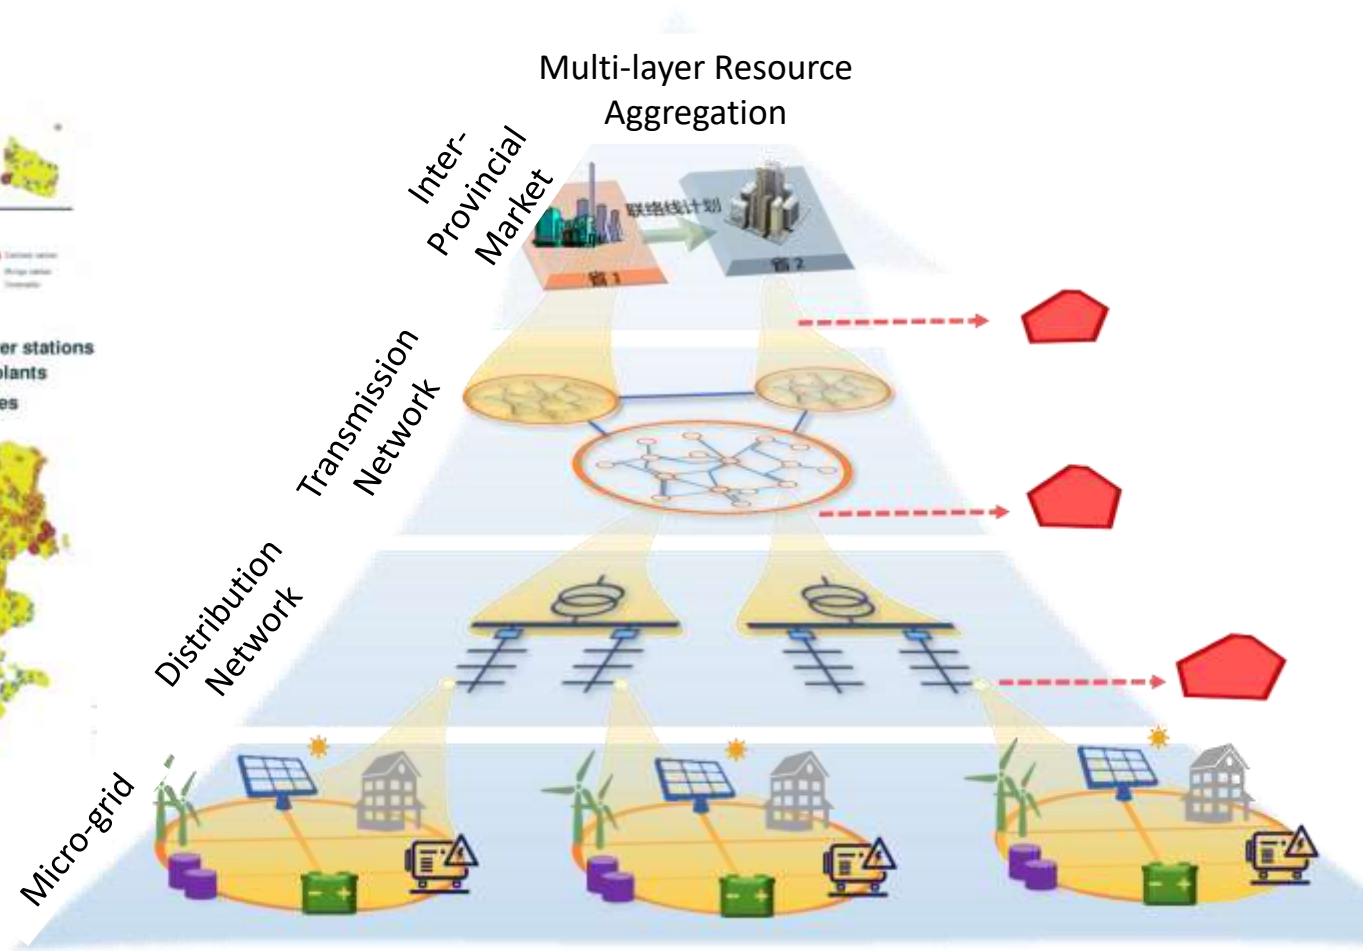 Multi-layer Resource
Aggregation
Inter-
Provincial
Market
联络线计划
省 1
省 2
er stations
plants
es
Transmission
Network
Distribution
Network
Micro-grid